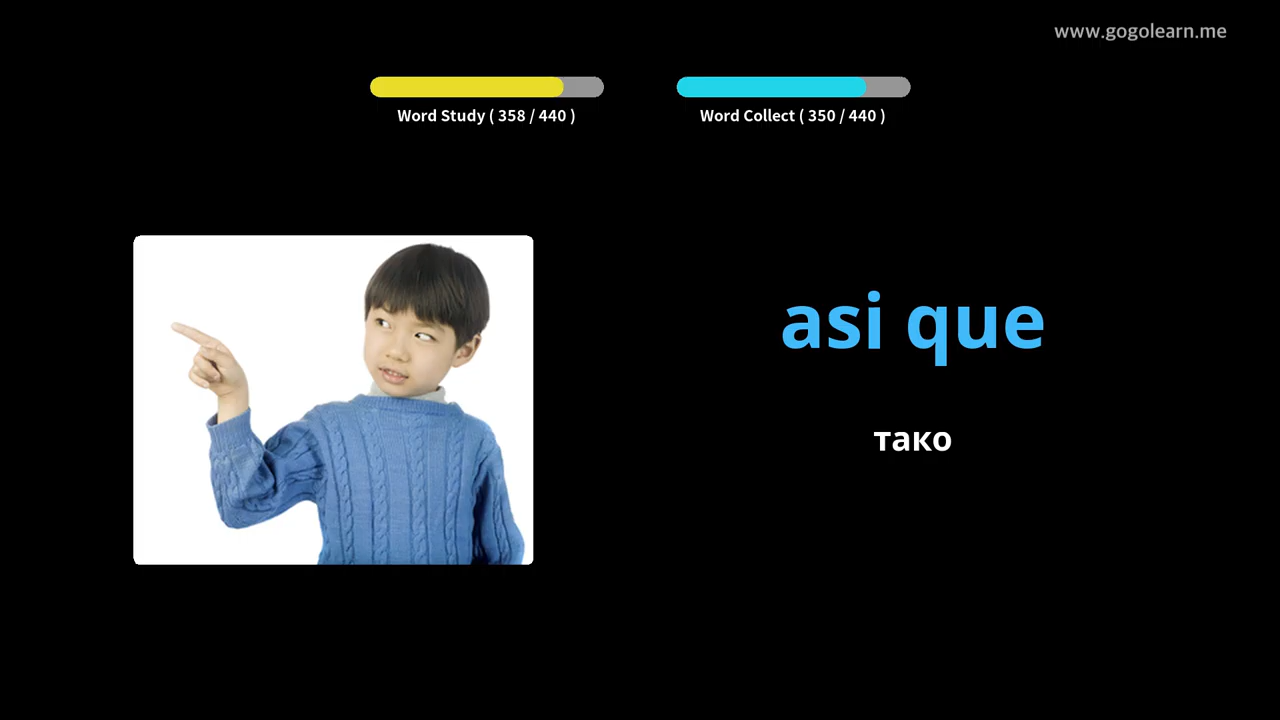 www.gogolearn.me
Word Study ( 358 / 440 )
Word Collect ( 350 / 440 )
asi que
тако